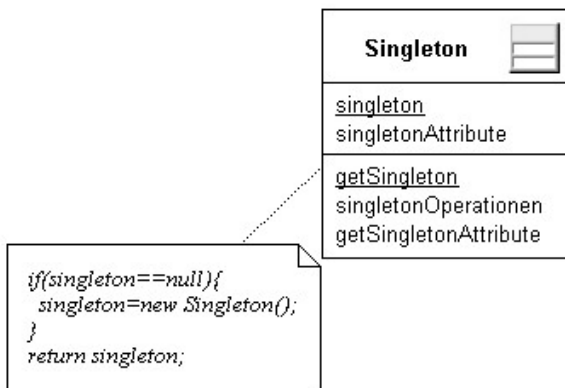 Singleton
singleton
singletonAttribute
getSingleton
singletonOperationen
getSingletonAttribute
if(singleton==null){
singleton=new Singleton();
}
return singleton;